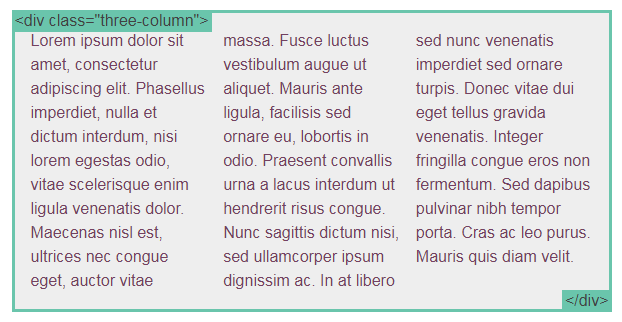 <div class="three-column">
Lorem ipsum dolor sit
amet, consectetur
adipiscing elit. Phasellus
imperdiet, nulla et
dictum interdum, nisi
lorem egestas odio,
vitae scelerisque enim
ligula venenatis dolor.
Maecenas nisl est,
ultrices nec congue
eget, auctor vitae
massa. Fusce luctus
vestibulum augue ut
aliquet. Mauris ante
ligula, facilisis sed
ornare eu, lobortis in
odio. Praesent convallis
urna a lacus interdum ut
hendrerit risus congue.
Nunc sagittis dictum nisi,
sed ullamcorper ipsum
dignissim ac. In at libero
sed nunc venenatis
imperdiet sed ornare
turpis. Donec vitae dui
eget tellus gravida
venenatis. Integer
fringilla congue eros non
fermentum. Sed dapibus
pulvinar nibh tempor
porta. Cras ac leo purus.
Mauris quis diam velit.
</div>